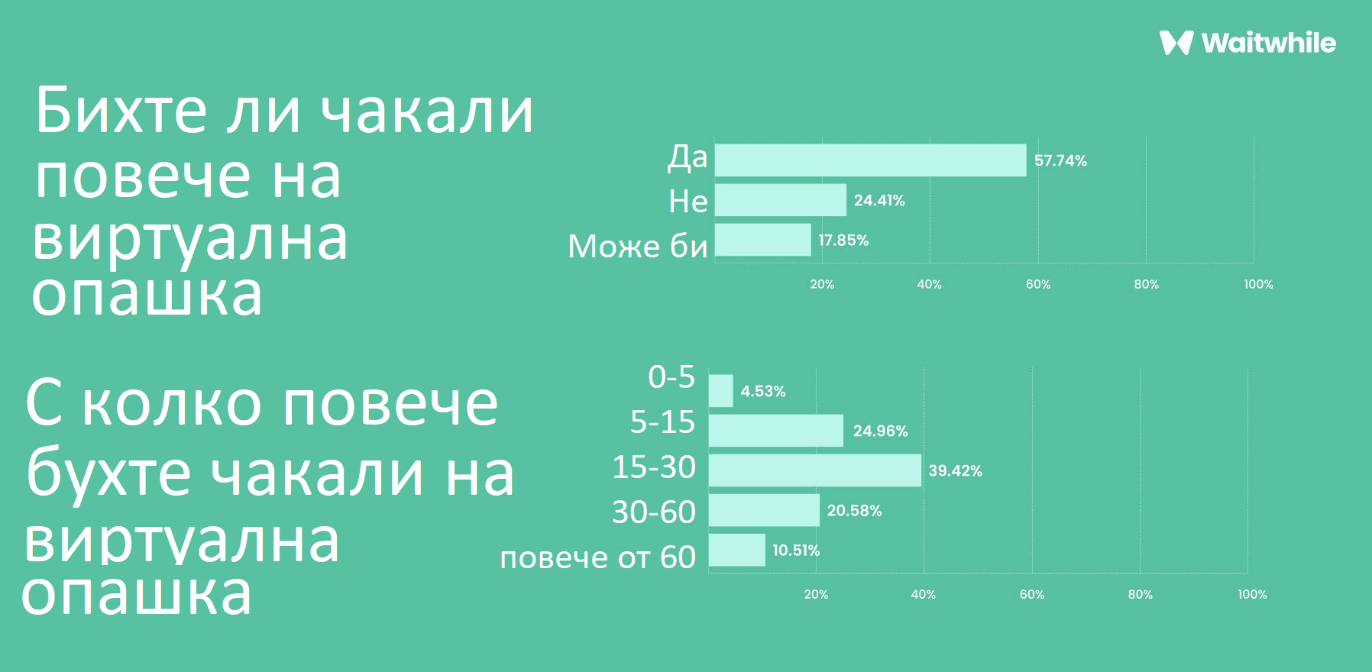 Waitwhile
Бихте ли чакали
повече на
виртуална
опашка
Да 57.74%
Не 24.41%
Може би 17.85%
20% 40% 60% 80% 100%
С колко повече
бухте чакали на
виртуална
опашка
0-5 4.53%
5-15 24.96%
15-30 39.42%
30-60 20.58%
повече от 60 10.51%
20% 40% 60% 80% 100%